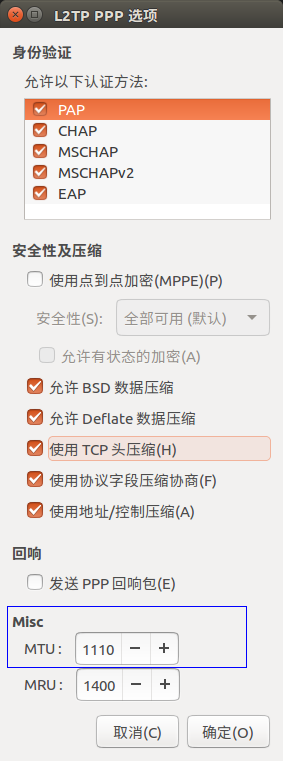 L2TP PPP 选项
身份验证
允许以下认证方法:
PAP
CHAP
MSCHAP
MSCHAPv2
EAP
安全性及压缩
使用点到点加密(MPPE)(P)
安全性(S): 全部可用 (默认)
允许有状态的加密(A)
允许 BSD 数据压缩
允许 Deflate 数据压缩
使用 TCP 头压缩(H)
使用协议字段压缩协商(F)
使用地址/控制压缩(A)
回响
发送 PPP 回响包(E)
Misc
MTU: 1110 − +
MRU: 1400 − +
取消(C) 确定(O)